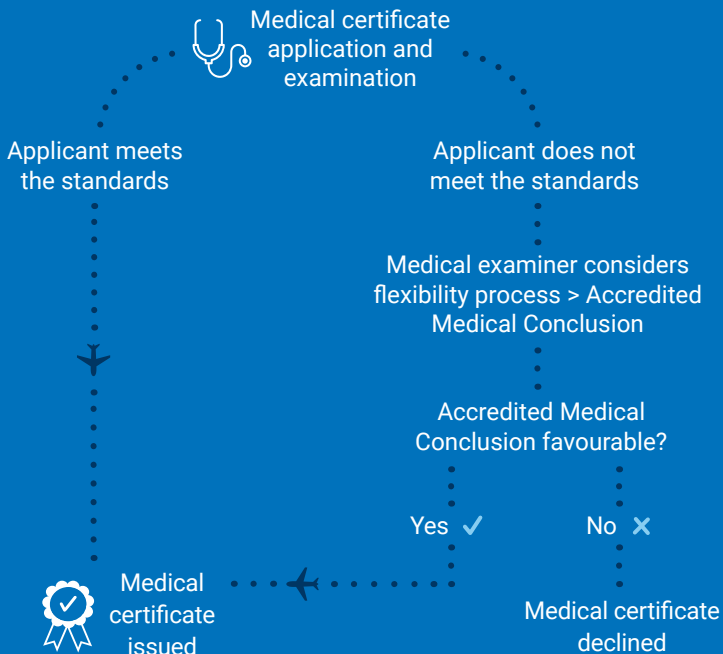 Medical certificate
application and
examination
Applicant meets
the standards
Applicant does not
meet the standards
Medical examiner considers
flexibility process > Accredited
Medical Conclusion
Accredited Medical
Conclusion favourable?
Yes
No
Medical
certificate
issued
Medical certificate
declined